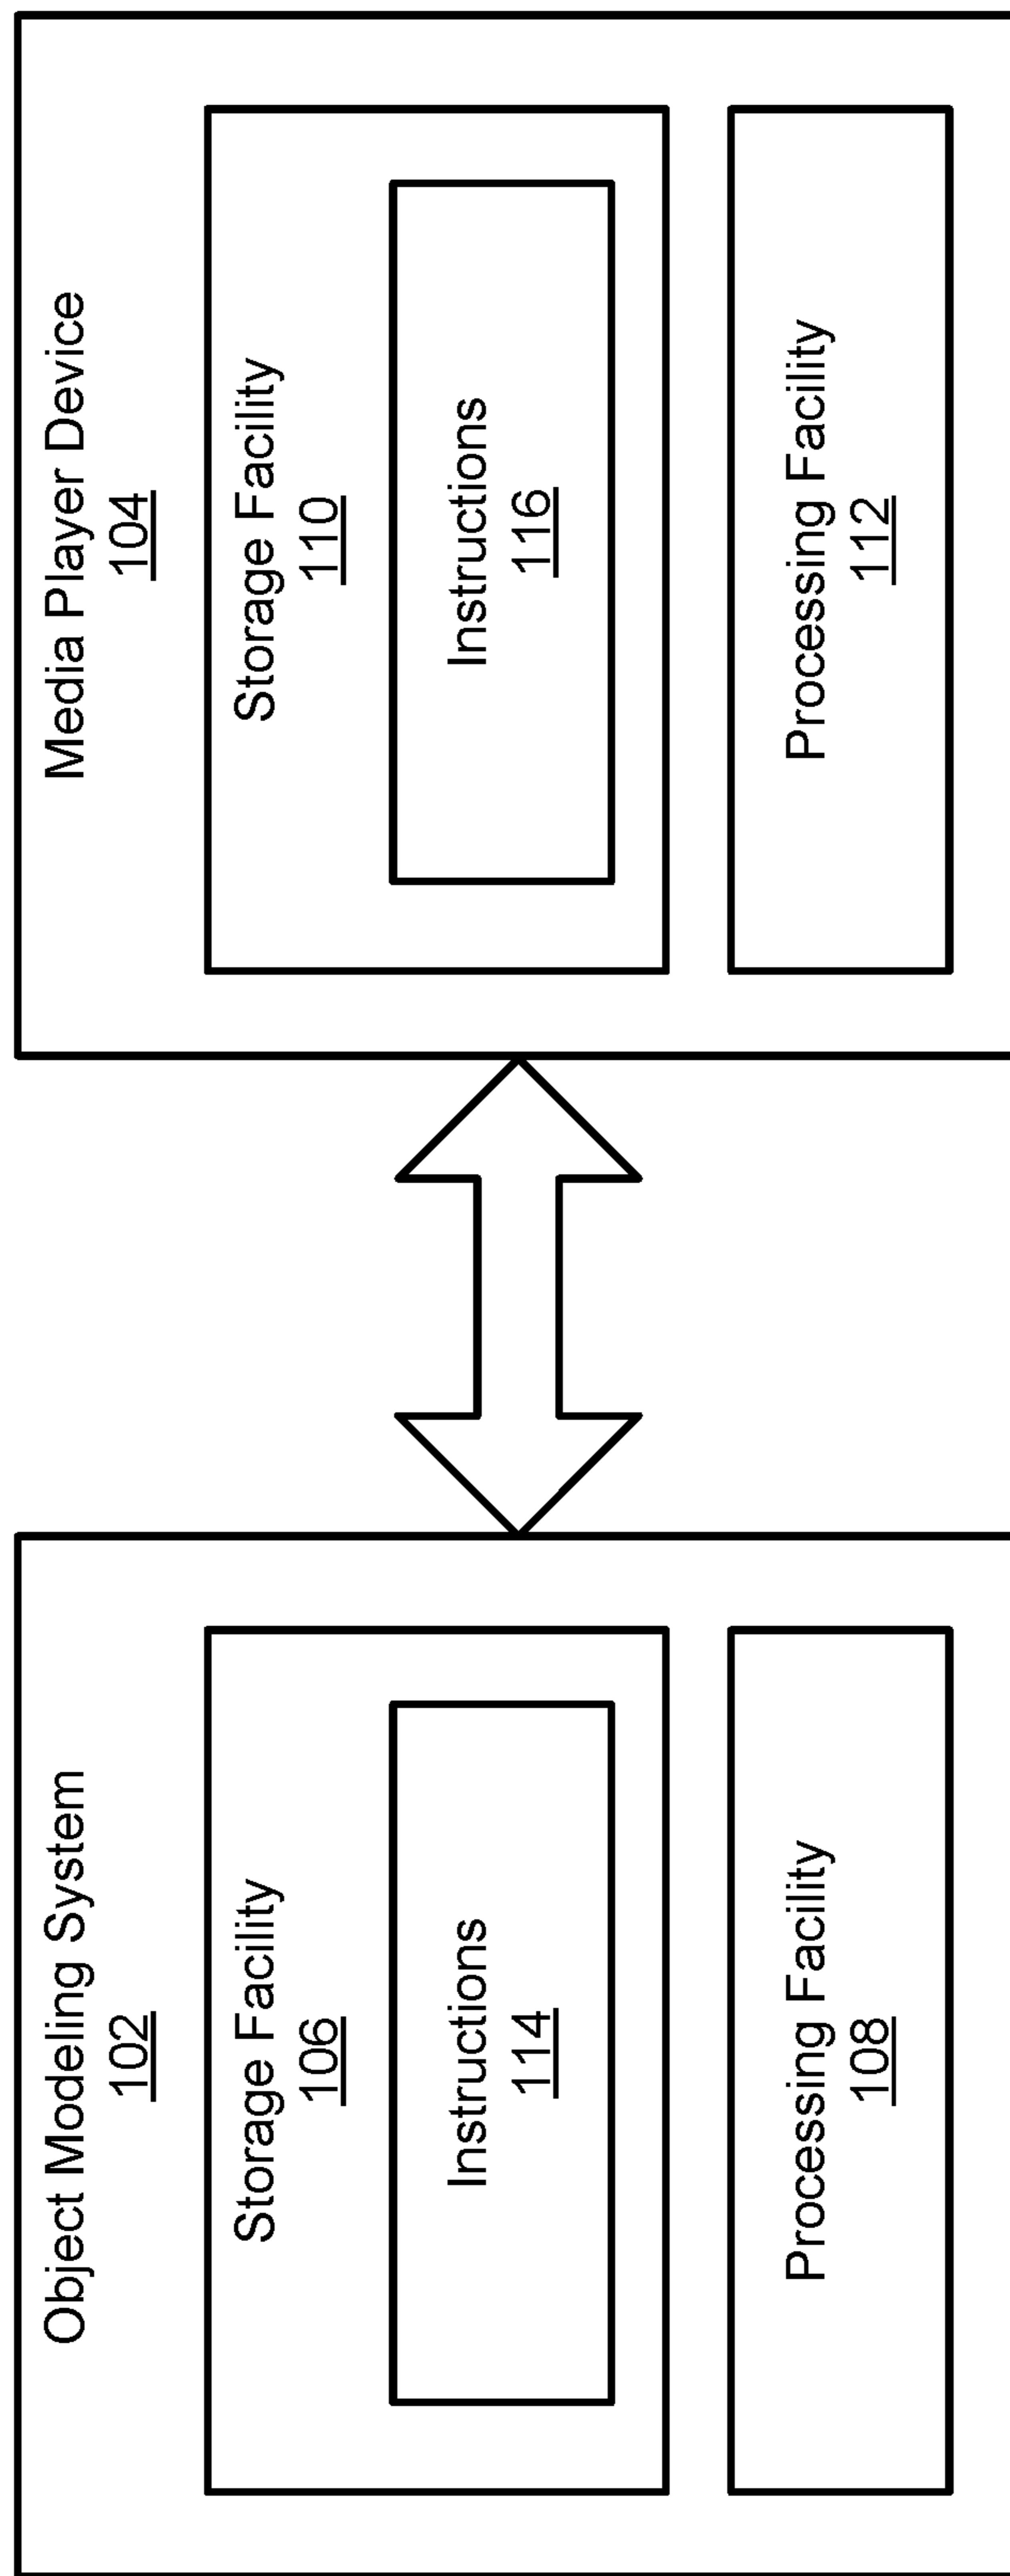 Object Modeling System
102
Storage Facility
106
Instructions
114
Processing Facility
108
Media Player Device
104
Storage Facility
110
Instructions
116
Processing Facility
112